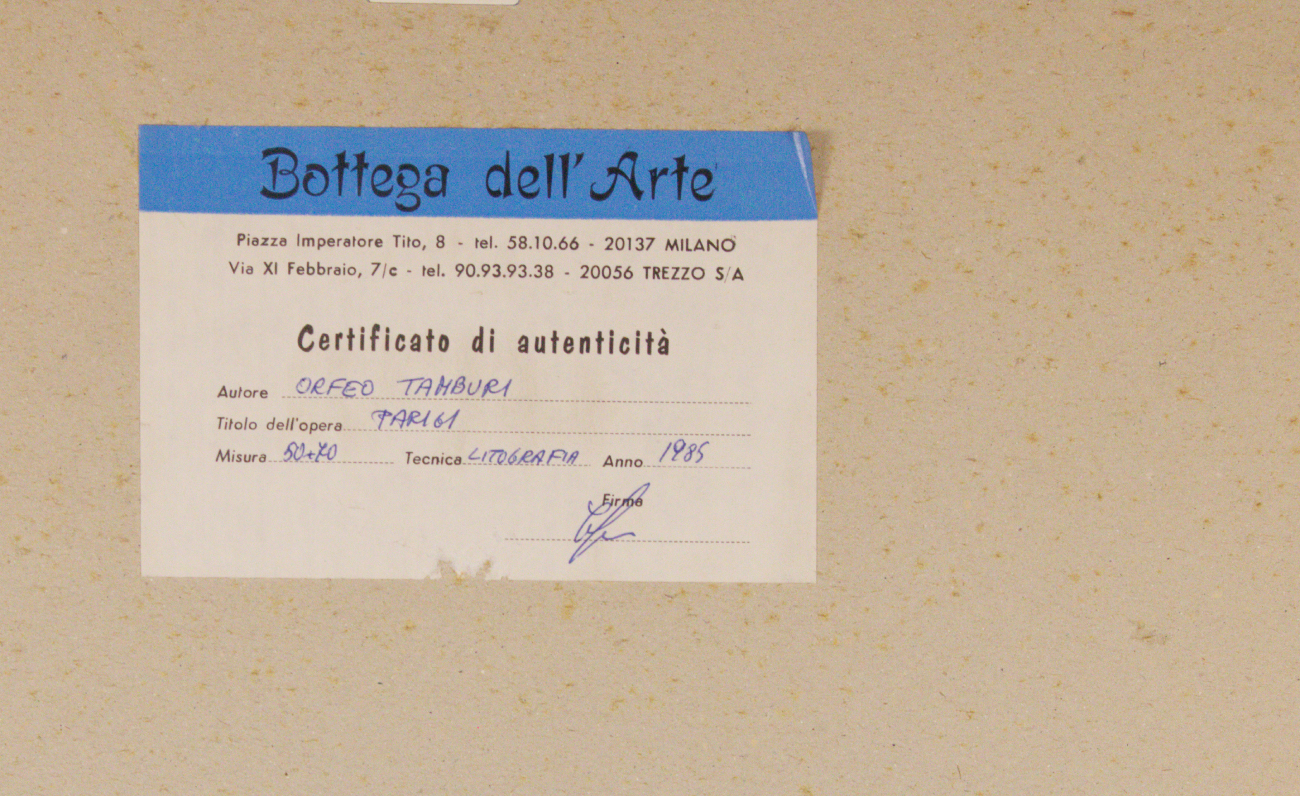 Bottega dell'Arte
Piazza Imperatore Tito, 8 - tel. 58.10.66 - 20137 MILANO
Via XI Febbraio, 7/c - tel. 90.93.93.38 - 20056 TREZZO S/A
Certificato di autenticità
Autore ORFEO TAMBURI
Titolo dell'opera PARIGI
Misura 50+70 Tecnica LITOGRAFIA Anno 1985
Firma